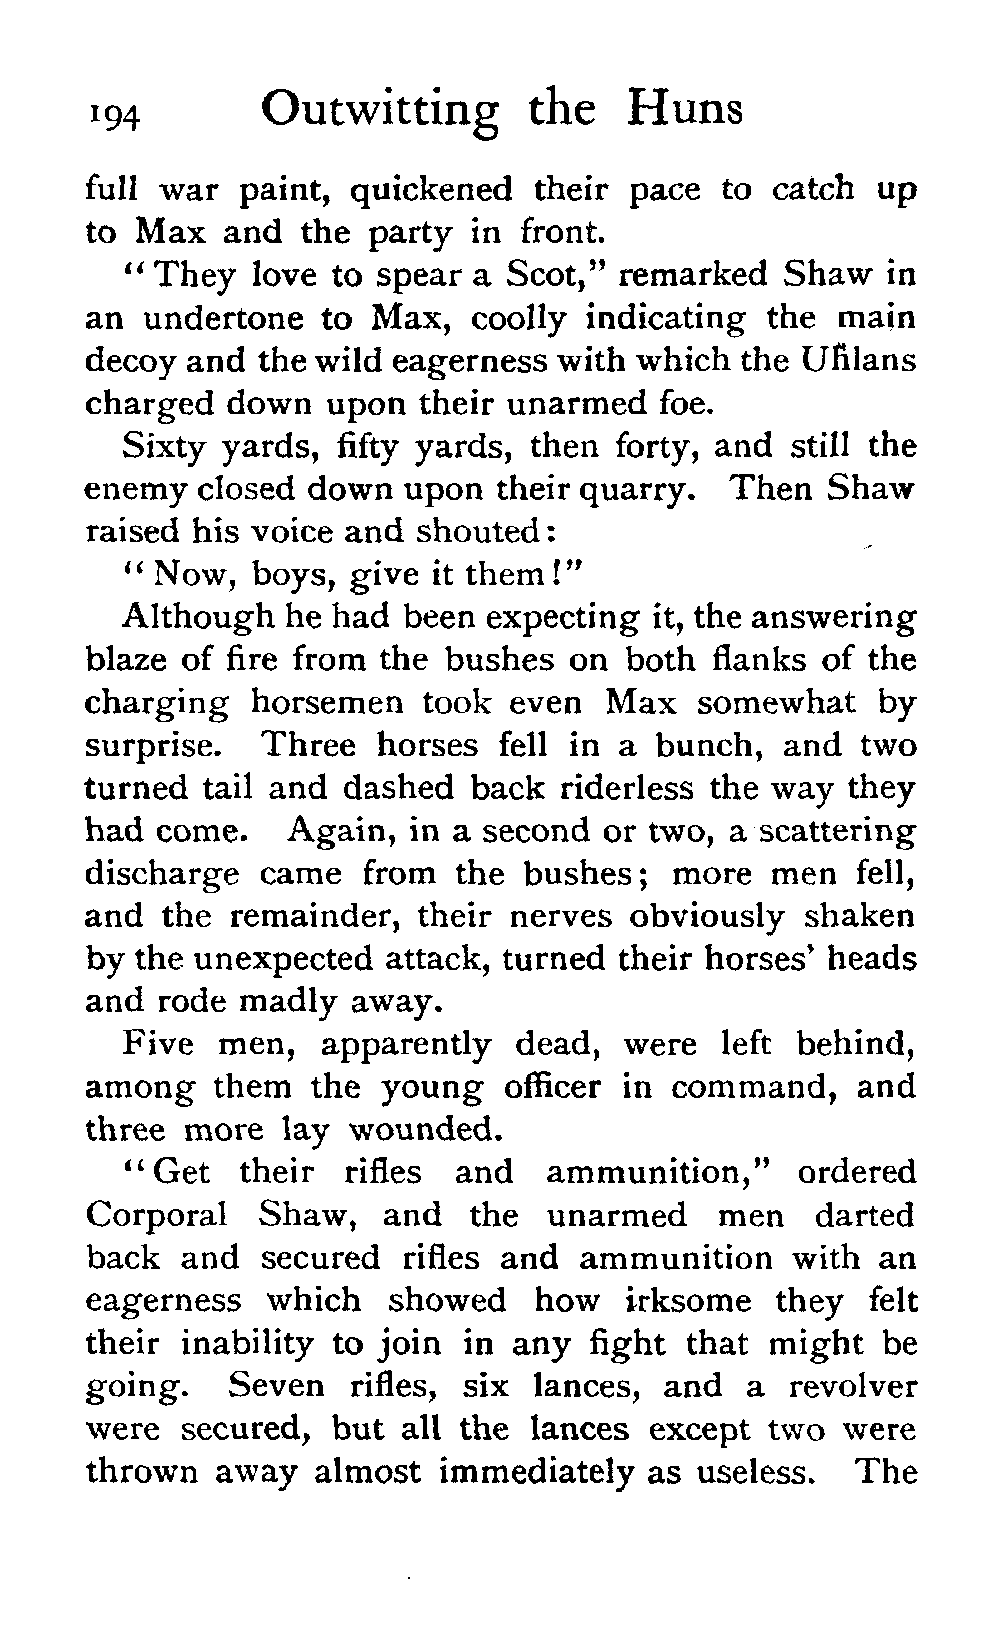 194 Outwitting the Huns
full war paint, quickened their pace to catch up
to Max and the party in front.
“They love to spear a Scot,” remarked Shaw in
an undertone to Max, coolly indicating the main
decoy and the wild eagerness with which the Uhlans
charged down upon their unarmed foe.
Sixty yards, fifty yards, then forty, and still the
enemy closed down upon their quarry. Then Shaw
raised his voice and shouted:
“Now, boys, give it them!”
Although he had been expecting it, the answering
blaze of fire from the bushes on both flanks of the
charging horsemen took even Max somewhat by
surprise. Three horses fell in a bunch, and two
turned tail and dashed back riderless the way they
had come. Again, in a second or two, a scattering
discharge came from the bushes; more men fell,
and the remainder, their nerves obviously shaken
by the unexpected attack, turned their horses’ heads
and rode madly away.
Five men, apparently dead, were left behind,
among them the young officer in command, and
three more lay wounded.
“Get their rifles and ammunition,” ordered
Corporal Shaw, and the unarmed men darted
back and secured rifles and ammunition with an
eagerness which showed how irksome they felt
their inability to join in any fight that might be
going. Seven rifles, six lances, and a revolver
were secured, but all the lances except two were
thrown away almost immediately as useless. The